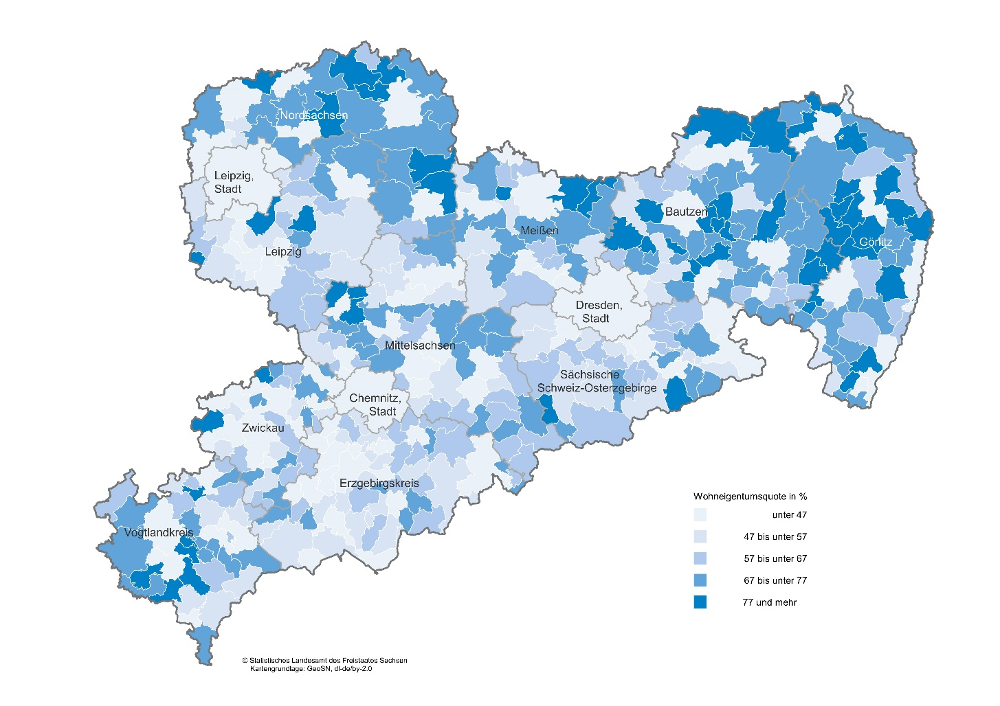 Nordsachsen
Leipzig,
Stadt
Bautzen
Meißen
Görlitz
Leipzig
Dresden,
Stadt
Mittelsachsen
Sächsische
Schweiz-Osterzgebirge
Chemnitz,
Stadt
Zwickau
Erzgebirgskreis
Vogtlandkreis
Wohneigentumsquote in %
unter 47
47 bis unter 57
57 bis unter 67
67 bis unter 77
77 und mehr
© Statistisches Landesamt des Freistaates Sachsen
Kartengrundlage: GeoSN, dl-de/by-2.0